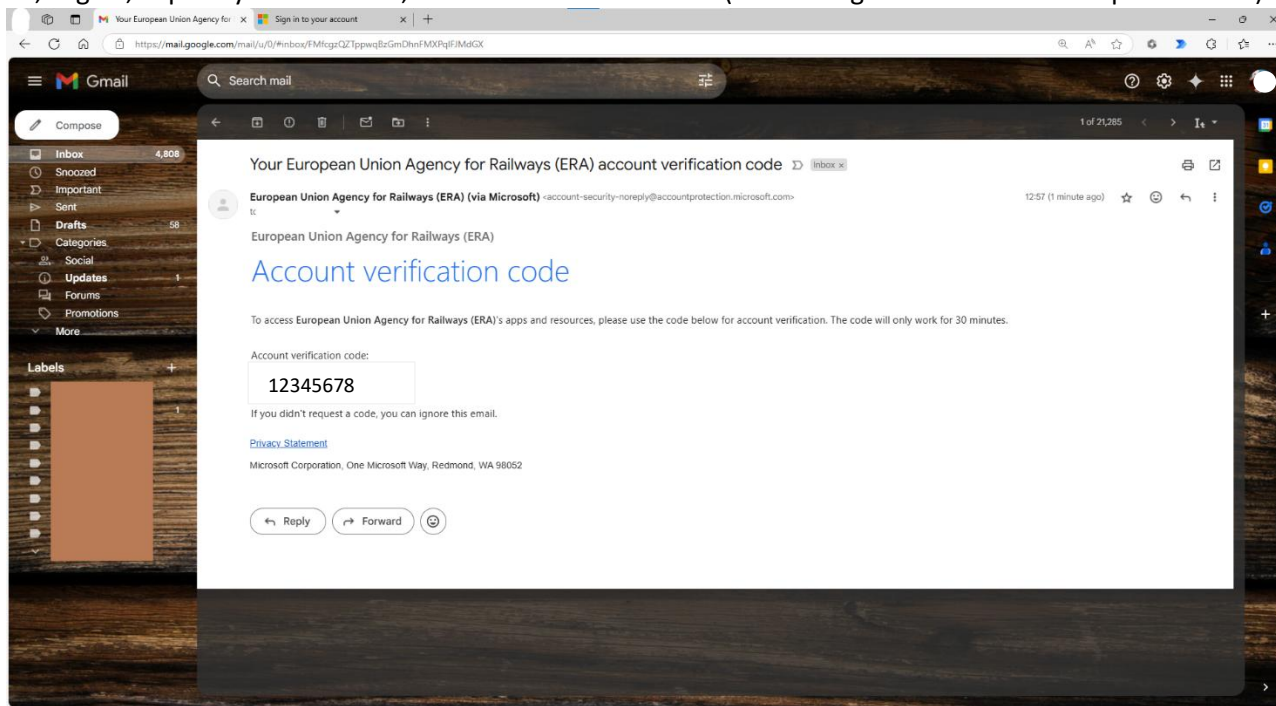 Your European Union Agency for
Sign in to your account
https://mail.google.com/mail/u/0/#inbox/FMfcgzQZTppwqBzGmDhnFMXPqlFJMdGX
Gmail
Search mail
Compose
1 of 21,285
Inbox 4,808
Snoozed
Important
Sent
Drafts 58
Categories
Social
Updates 1
Forums
Promotions
More
Labels
1
Your European Union Agency for Railways (ERA) account verification code Inbox x
European Union Agency for Railways (ERA) (via Microsoft) <account-security-noreply@accountprotection.microsoft.com> 12:57 (1 minute ago)
European Union Agency for Railways (ERA)
Account verification code
To access European Union Agency for Railways (ERA)'s apps and resources, please use the code below for account verification. The code will only work for 30 minutes.
Account verification code:
12345678
If you didn't request a code, you can ignore this email.
Privacy Statement
Microsoft Corporation, One Microsoft Way, Redmond, WA 98052
Reply
Forward